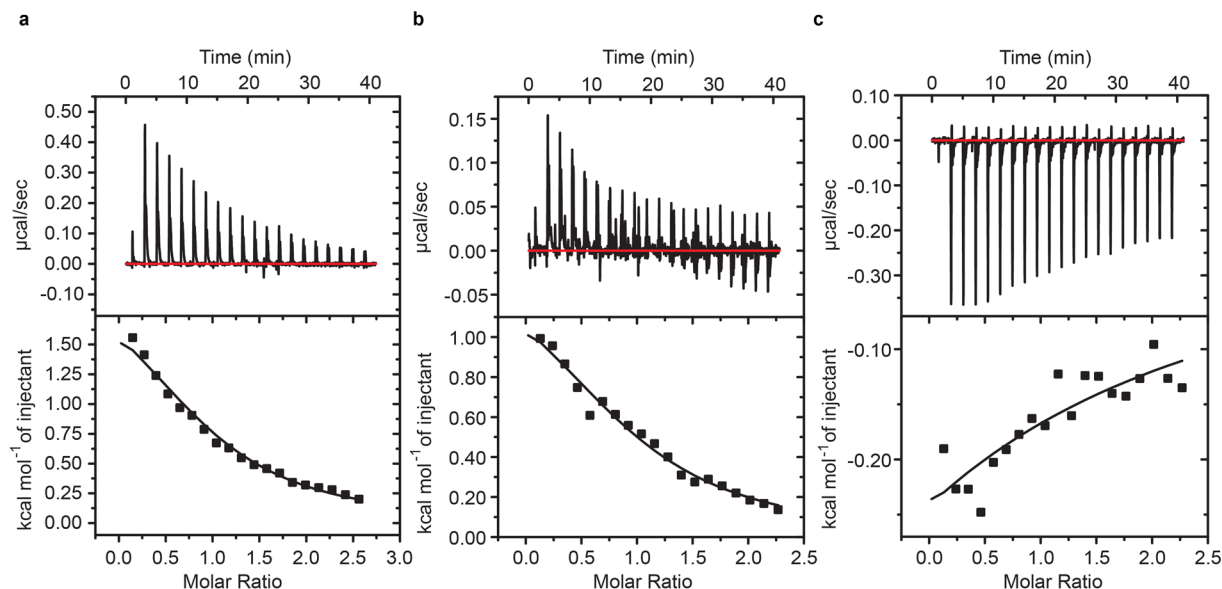 a
Time (min)
0 10 20 30 40
0.50
0.40
0.30
0.20
0.10
0.00
-0.10
µcal/sec
1.50
1.25
1.00
0.75
0.50
0.25
0.00
kcal mol⁻¹ of injectant
0.0 0.5 1.0 1.5 2.0 2.5 3.0
Molar Ratio
b
Time (min)
0 10 20 30 40
0.15
0.10
0.05
0.00
-0.05
µcal/sec
1.00
0.80
0.60
0.40
0.20
0.00
kcal mol⁻¹ of injectant
0.0 0.5 1.0 1.5 2.0 2.5
Molar Ratio
c
Time (min)
0 10 20 30 40
0.10
0.00
-0.10
-0.20
-0.30
µcal/sec
-0.10
-0.20
kcal mol⁻¹ of injectant
0.0 0.5 1.0 1.5 2.0 2.5
Molar Ratio